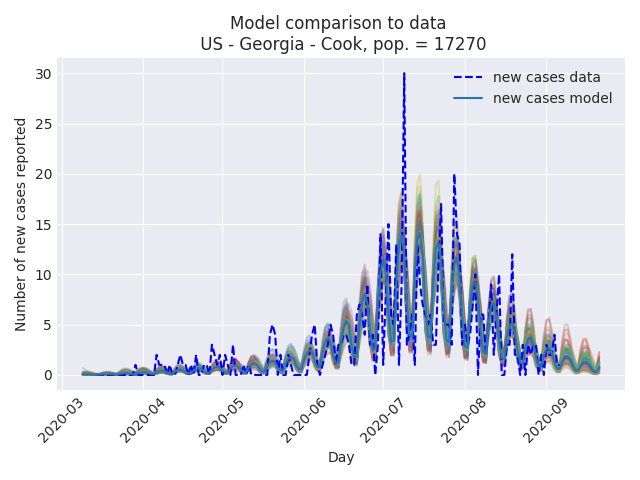 Model comparison to data
US - Georgia - Cook, pop. = 17270
new cases data
new cases model
Number of new cases reported
30
25
20
15
10
5
0
2020-03
2020-04
2020-05
2020-06
2020-07
2020-08
2020-09
Day